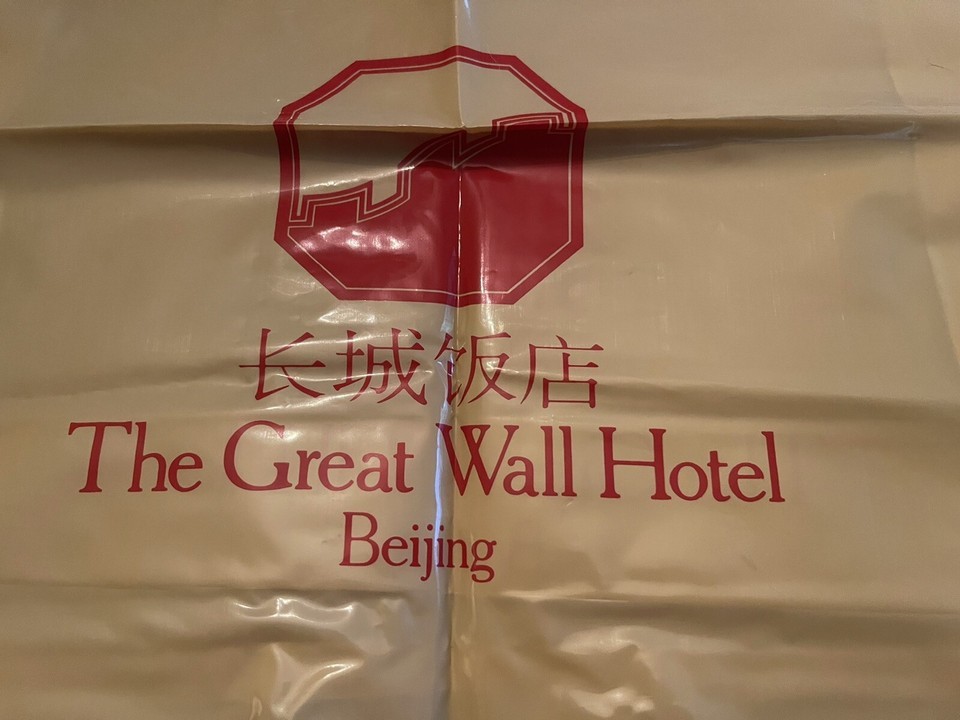 长城饭店
The Great Wall Hotel
Beijing